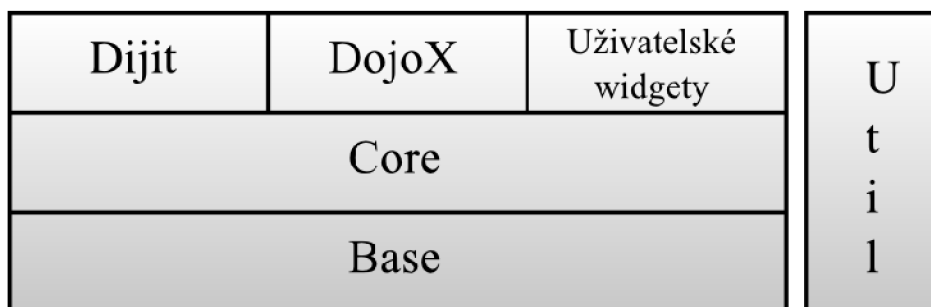 Dijit
DojoX
Uživatelské
widgety
Core
Base
U
t
i
l